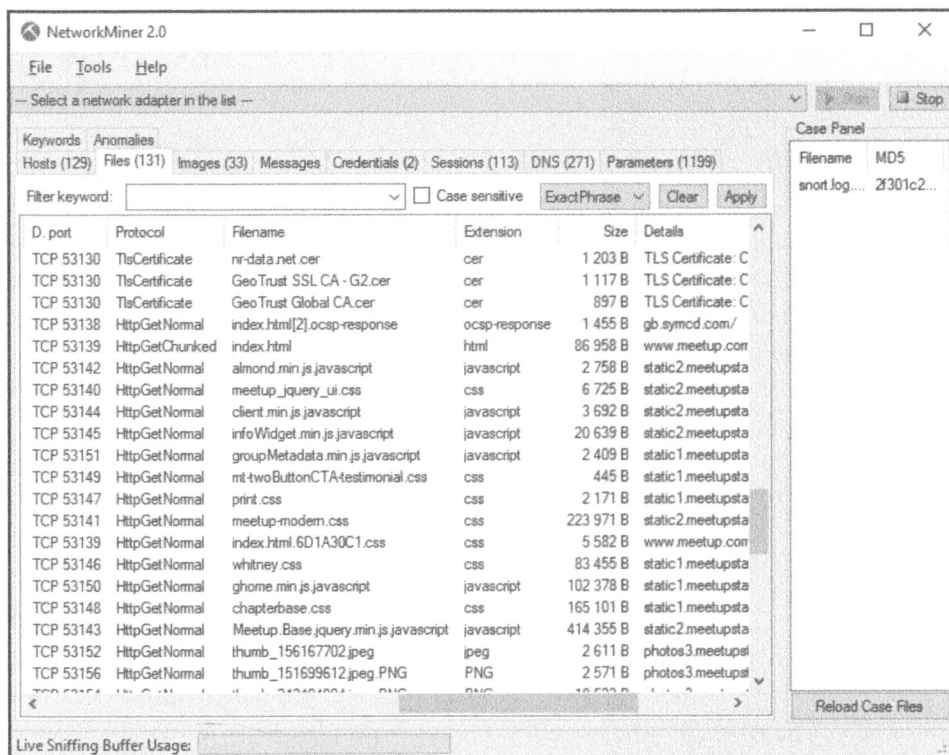 NetworkMiner 2.0
File Tools Help
--- Select a network adapter in the list ---
Start Stop
Keywords Anomalies
Hosts (129) Files (131) Images (33) Messages Credentials (2) Sessions (113) DNS (271) Parameters (1199)
Filter keyword: Case sensitive ExactPhrase Clear Apply
D. port Protocol Filename Extension Size Details
TCP 53130 TlsCertificate nr-data.net.cer cer 1 203 B TLS Certificate: C
TCP 53130 TlsCertificate GeoTrust SSL CA - G2.cer cer 1 117 B TLS Certificate: C
TCP 53130 TlsCertificate GeoTrust Global CA.cer cer 897 B TLS Certificate: C
TCP 53138 HttpGetNormal index.html[2].ocsp-response ocsp-response 1 455 B gb.symcd.com/
TCP 53139 HttpGetChunked index.html html 86 958 B www.meetup.com
TCP 53142 HttpGetNormal almond.min.js.javascript javascript 2 758 B static2.meetupsta
TCP 53140 HttpGetNormal meetup_jquery_ui.css css 6 725 B static2.meetupsta
TCP 53144 HttpGetNormal client.min.js.javascript javascript 3 692 B static2.meetupsta
TCP 53145 HttpGetNormal infoWidget.min.js.javascript javascript 20 639 B static2.meetupsta
TCP 53151 HttpGetNormal groupMetadata.min.js.javascript javascript 2 409 B static1.meetupsta
TCP 53149 HttpGetNormal mt-twoButtonCTA-testimonial.css css 445 B static1.meetupsta
TCP 53147 HttpGetNormal print.css css 2 171 B static1.meetupsta
TCP 53141 HttpGetNormal meetup-modern.css css 223 971 B static2.meetupsta
TCP 53139 HttpGetNormal index.html.6D1A30C1.css css 5 582 B www.meetup.com
TCP 53146 HttpGetNormal whitney.css css 83 455 B static1.meetupsta
TCP 53150 HttpGetNormal ghome.min.js.javascript javascript 102 378 B static1.meetupsta
TCP 53148 HttpGetNormal chapterbase.css css 165 101 B static1.meetupsta
TCP 53143 HttpGetNormal Meetup.Base.jquery.min.js.javascript javascript 414 355 B static2.meetupsta
TCP 53152 HttpGetNormal thumb_156167702.jpeg jpeg 2 611 B photos3.meetupst
TCP 53156 HttpGetNormal thumb_151699612.jpeg.PNG PNG 2 571 B photos3.meetupst
Case Panel
Filename MD5
snort.log.... 2f301c2...
Reload Case Files
Live Sniffing Buffer Usage: